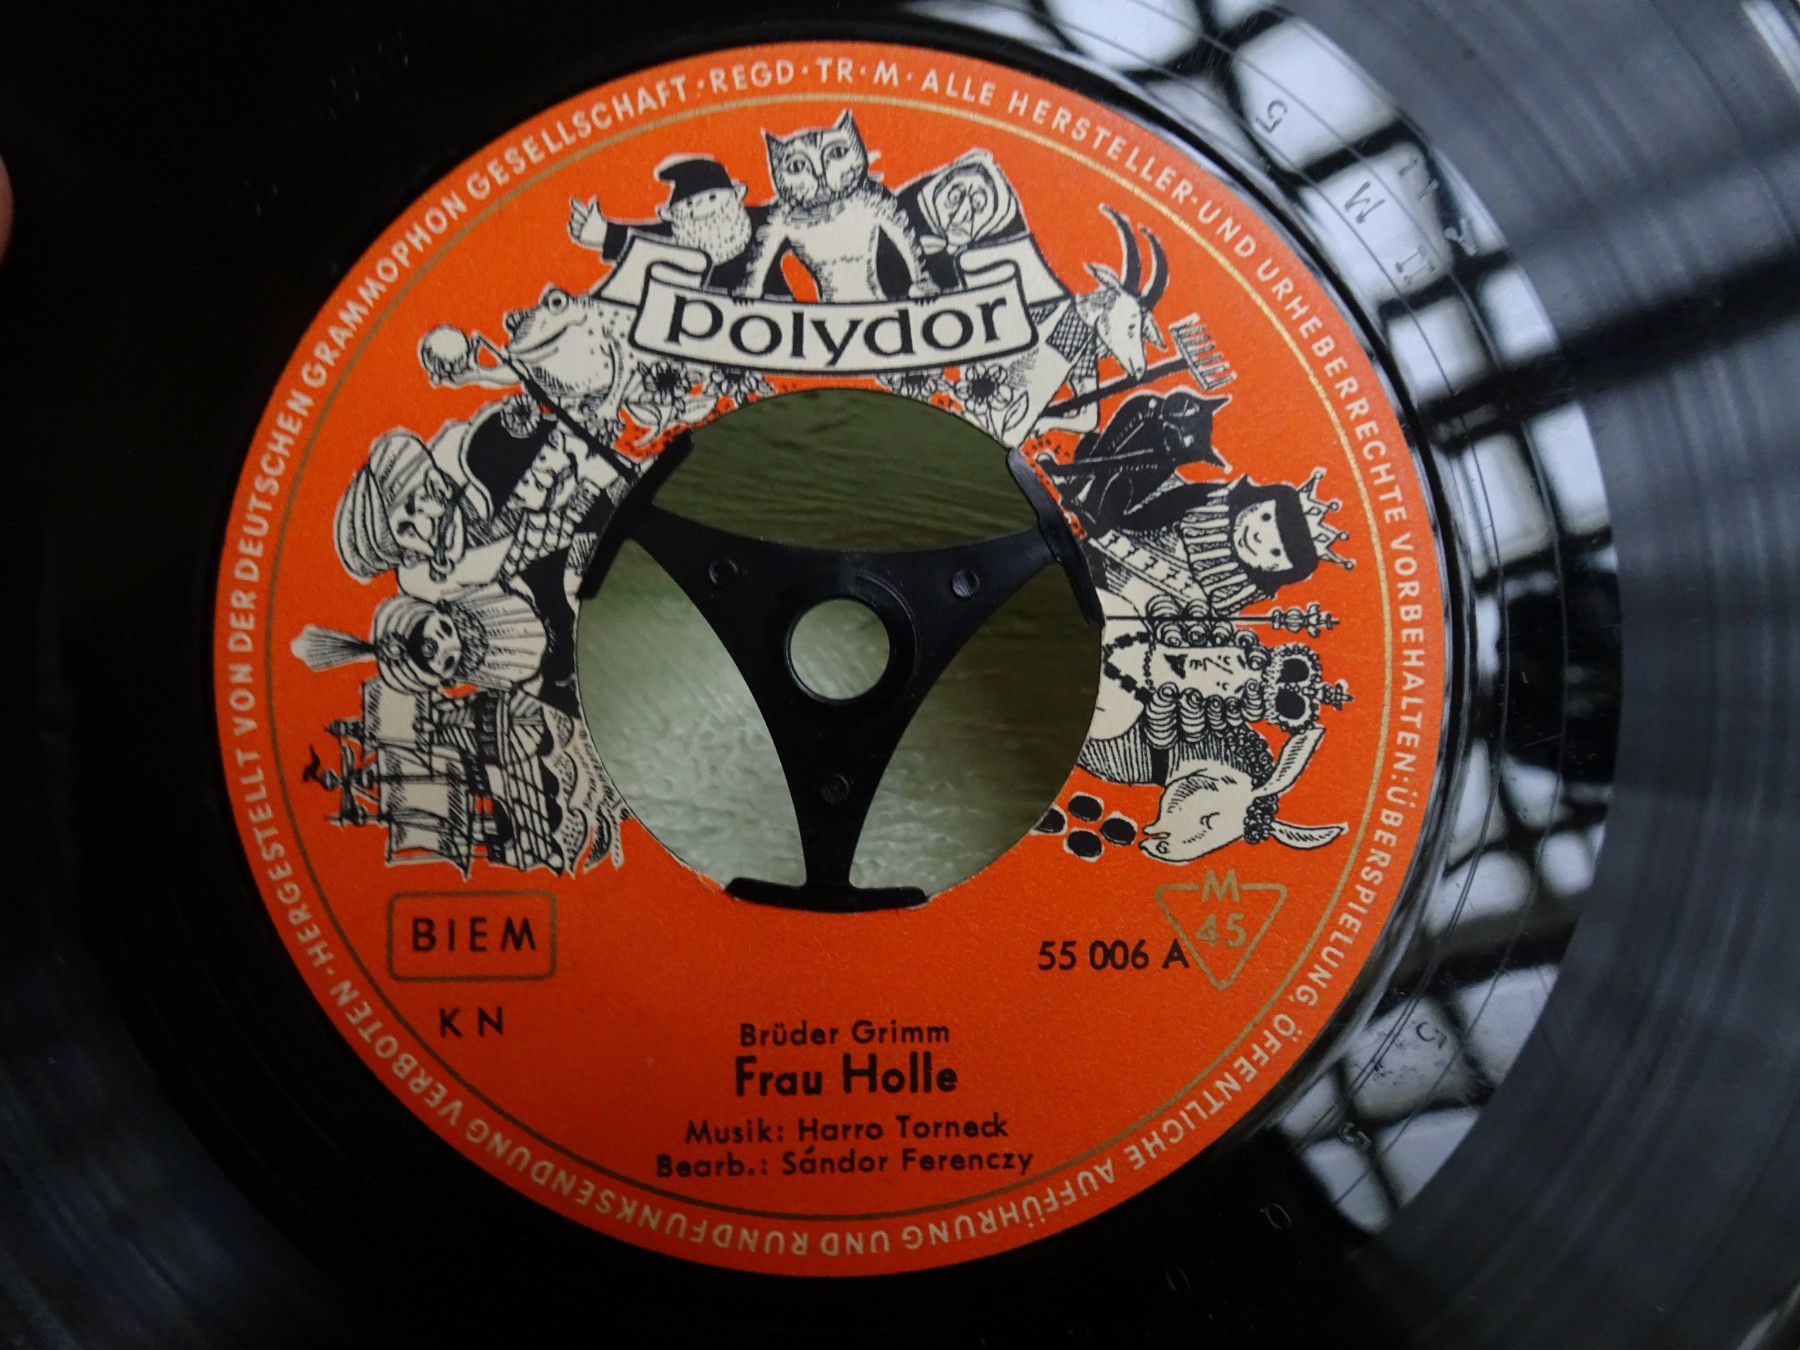 HERGESTELLT VON DER DEUTSCHEN GRAMMOPHON GESELLSCHAFT · REGD · TR · M · ALLE HERSTELLER- UND URHEBERRECHTE VORBEHALTEN: ÜBERSPIELUNG, ÖFFENTLICHE AUFFÜHRUNG UND RUNDFUNKSENDUNG VERBOTEN ·
polydor
BIEM
KN
M
45
55 006 A
Brüder Grimm
Frau Holle
Musik: Harro Torneck
Bearb.: Sándor Ferenczy